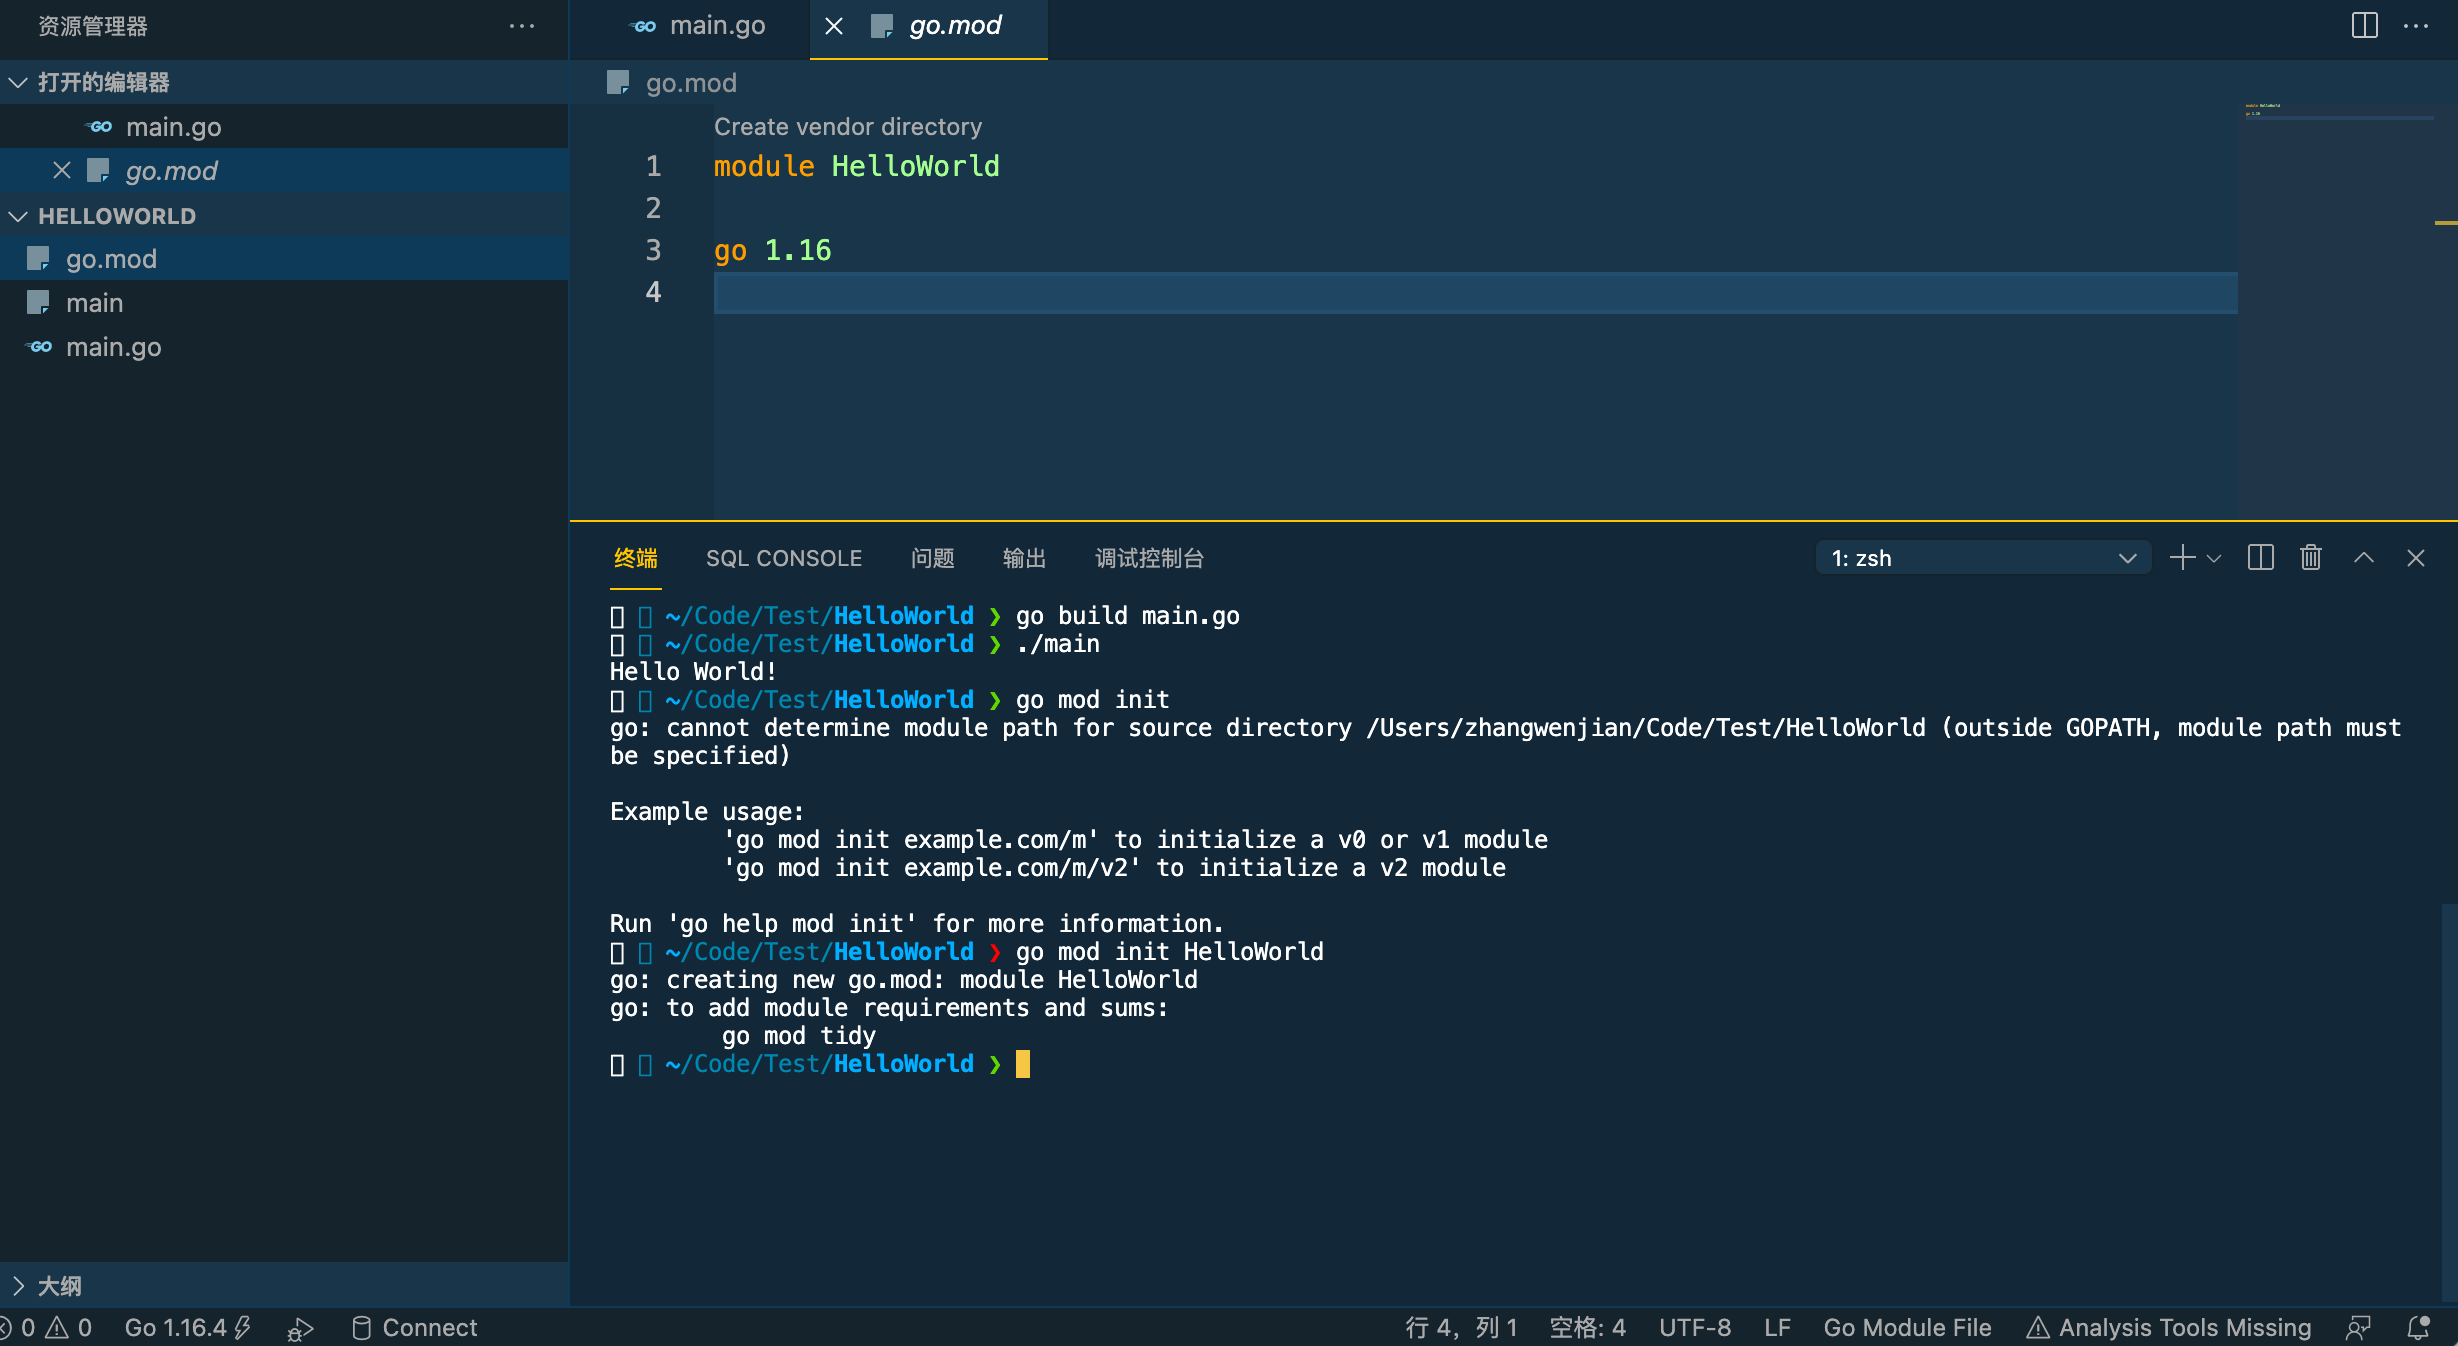 资源管理器
打开的编辑器
main.go
go.mod
HELLOWORLD
go.mod
main
main.go
大纲
main.go
go.mod
go.mod
Create vendor directory
1 module HelloWorld
2
3 go 1.16
4
终端 SQL CONSOLE 问题 输出 调试控制台 1: zsh
~/Code/Test/HelloWorld ❯ go build main.go
~/Code/Test/HelloWorld ❯ ./main
Hello World!
~/Code/Test/HelloWorld ❯ go mod init
go: cannot determine module path for source directory /Users/zhangwenjian/Code/Test/HelloWorld (outside GOPATH, module path must
be specified)
Example usage:
'go mod init example.com/m' to initialize a v0 or v1 module
'go mod init example.com/m/v2' to initialize a v2 module
Run 'go help mod init' for more information.
~/Code/Test/HelloWorld ❯ go mod init HelloWorld
go: creating new go.mod: module HelloWorld
go: to add module requirements and sums:
go mod tidy
~/Code/Test/HelloWorld ❯
0 0 Go 1.16.4 Connect 行 4，列 1 空格: 4 UTF-8 LF Go Module File Analysis Tools Missing